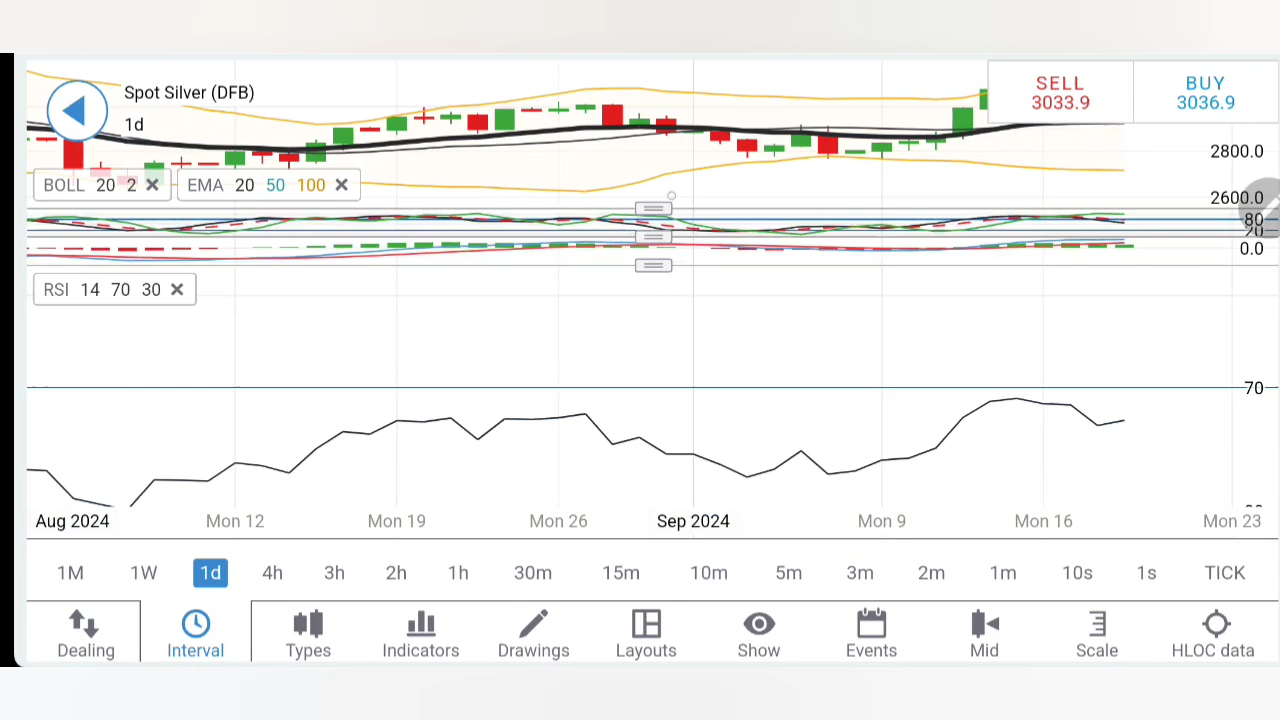 Spot Silver (DFB)
1d
SELL
3033.9
BUY
3036.9
2800.0
BOLL 20 2
EMA 20 50 100
2600.0
80
20
0.0
RSI 14 70 30
70
Aug 2024 Mon 12 Mon 19 Mon 26 Sep 2024 Mon 9 Mon 16 Mon 23
1M 1W 1d 4h 3h 2h 1h 30m 15m 10m 5m 3m 2m 1m 10s 1s TICK
Dealing Interval Types Indicators Drawings Layouts Show Events Mid Scale HLOC data